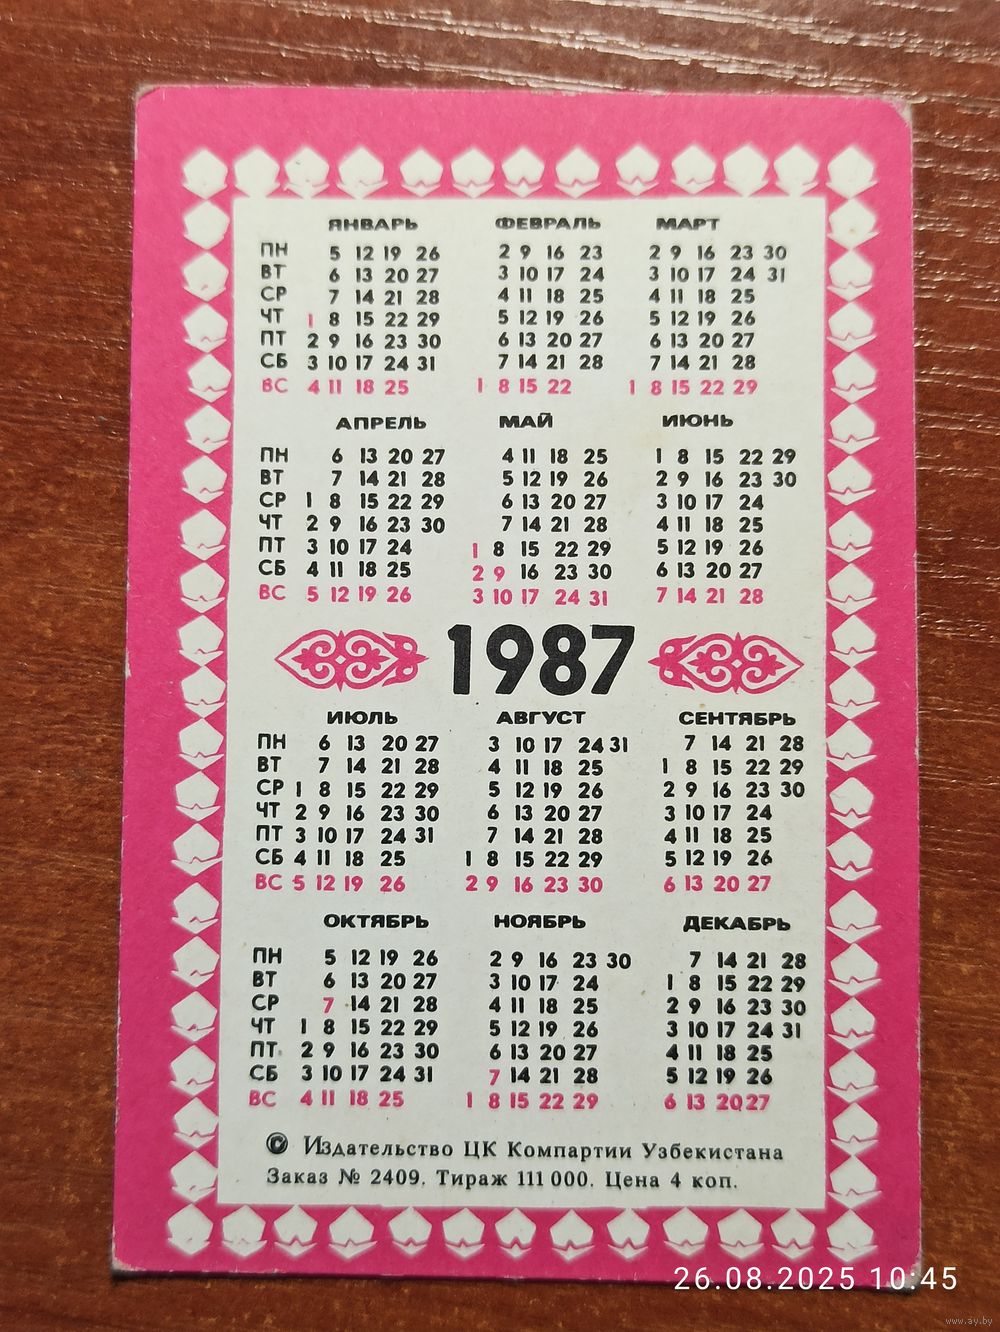 ЯНВАРЬ ФЕВРАЛЬ МАРТ
ПН 5 12 19 26 2 9 16 23 2 9 16 23 30
ВТ 6 13 20 27 3 10 17 24 3 10 17 24 31
СР 7 14 21 28 4 11 18 25 4 11 18 25
ЧТ 1 8 15 22 29 5 12 19 26 5 12 19 26
ПТ 2 9 16 23 30 6 13 20 27 6 13 20 27
СБ 3 10 17 24 31 7 14 21 28 7 14 21 28
ВС 4 11 18 25 1 8 15 22 1 8 15 22 29
АПРЕЛЬ МАЙ ИЮНЬ
ПН 6 13 20 27 4 11 18 25 1 8 15 22 29
ВТ 7 14 21 28 5 12 19 26 2 9 16 23 30
СР 1 8 15 22 29 6 13 20 27 3 10 17 24
ЧТ 2 9 16 23 30 7 14 21 28 4 11 18 25
ПТ 3 10 17 24 1 8 15 22 29 5 12 19 26
СБ 4 11 18 25 2 9 16 23 30 6 13 20 27
ВС 5 12 19 26 3 10 17 24 31 7 14 21 28
1987
ИЮЛЬ АВГУСТ СЕНТЯБРЬ
ПН 6 13 20 27 3 10 17 24 31 7 14 21 28
ВТ 7 14 21 28 4 11 18 25 1 8 15 22 29
СР 1 8 15 22 29 5 12 19 26 2 9 16 23 30
ЧТ 2 9 16 23 30 6 13 20 27 3 10 17 24
ПТ 3 10 17 24 31 7 14 21 28 4 11 18 25
СБ 4 11 18 25 1 8 15 22 29 5 12 19 26
ВС 5 12 19 26 2 9 16 23 30 6 13 20 27
ОКТЯБРЬ НОЯБРЬ ДЕКАБРЬ
ПН 5 12 19 26 2 9 16 23 30 7 14 21 28
ВТ 6 13 20 27 3 10 17 24 1 8 15 22 29
СР 7 14 21 28 4 11 18 25 2 9 16 23 30
ЧТ 1 8 15 22 29 5 12 19 26 3 10 17 24 31
ПТ. 2 9 16 23 30 6 13 20 27 4 11 18 25
СБ 3 10 17 24 31 7 14 21 28 5 12 19 26
ВС 4 11 18 25 1 8 15 22 29 6 13 20 27
© Издательство ЦК Компартии Узбекистана
Заказ № 2409. Тираж 111 000. Цена 4 коп.
26.08.2025 10:45
www.ay.by